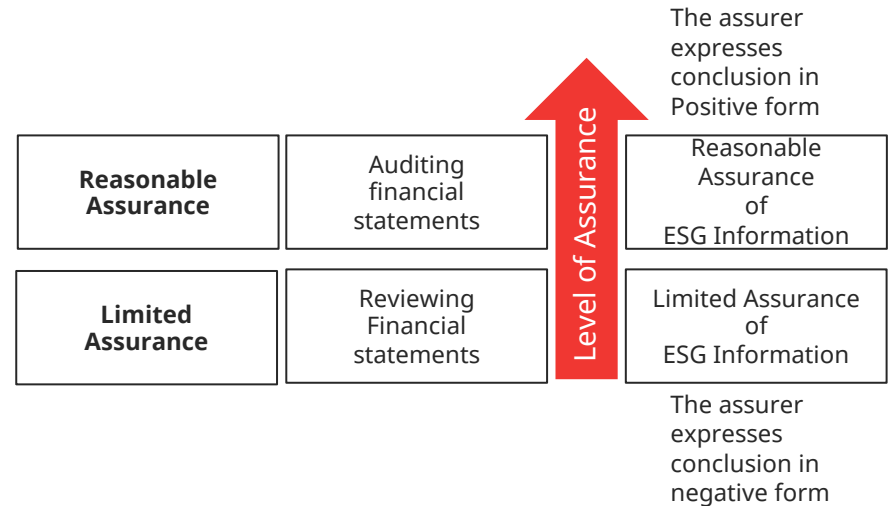 The assurer
expresses
conclusion in
Positive form
Reasonable
Assurance
Auditing
financial
statements
Level of Assurance
Reasonable
Assurance
of
ESG Information
Limited
Assurance
Reviewing
Financial
statements
Limited Assurance
of
ESG Information
The assurer
expresses
conclusion in
negative form